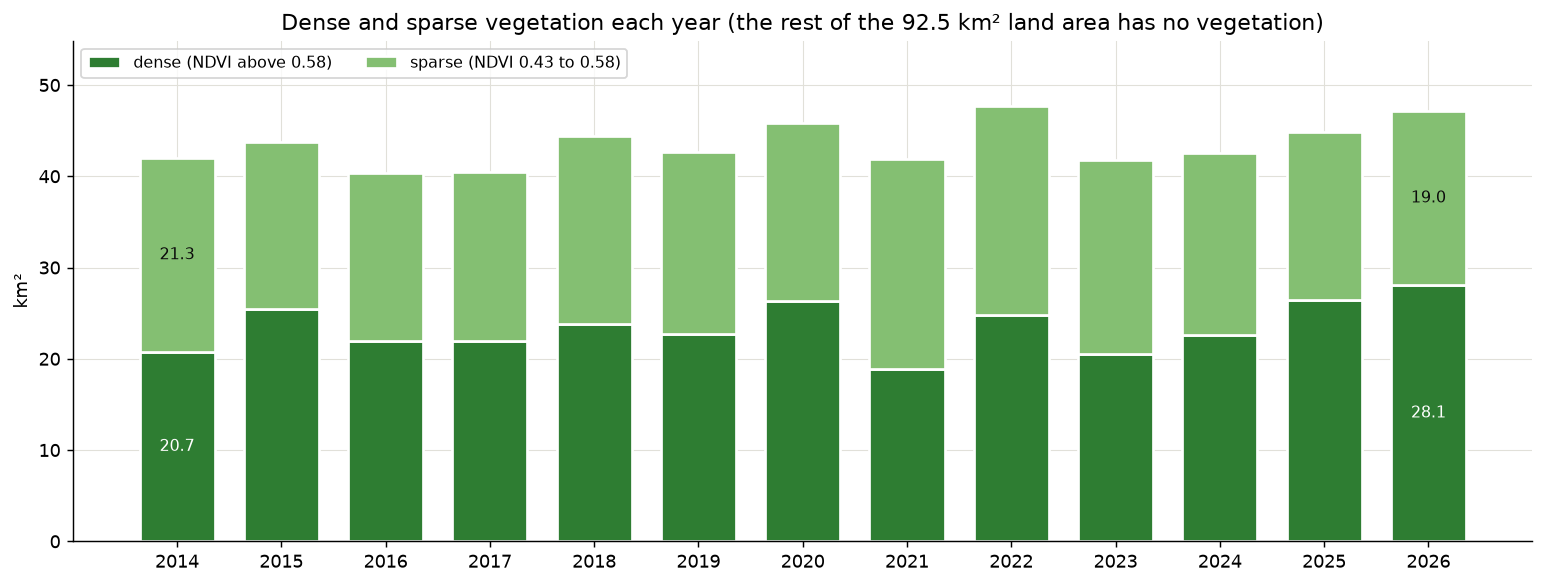 Dense and sparse vegetation each year (the rest of the 92.5 km² land area has no vegetation)
dense (NDVI above 0.58)
sparse (NDVI 0.43 to 0.58)
km²
50
40
30
20
10
0
21.3
20.7
19.0
28.1
2014 2015 2016 2017 2018 2019 2020 2021 2022 2023 2024 2025 2026